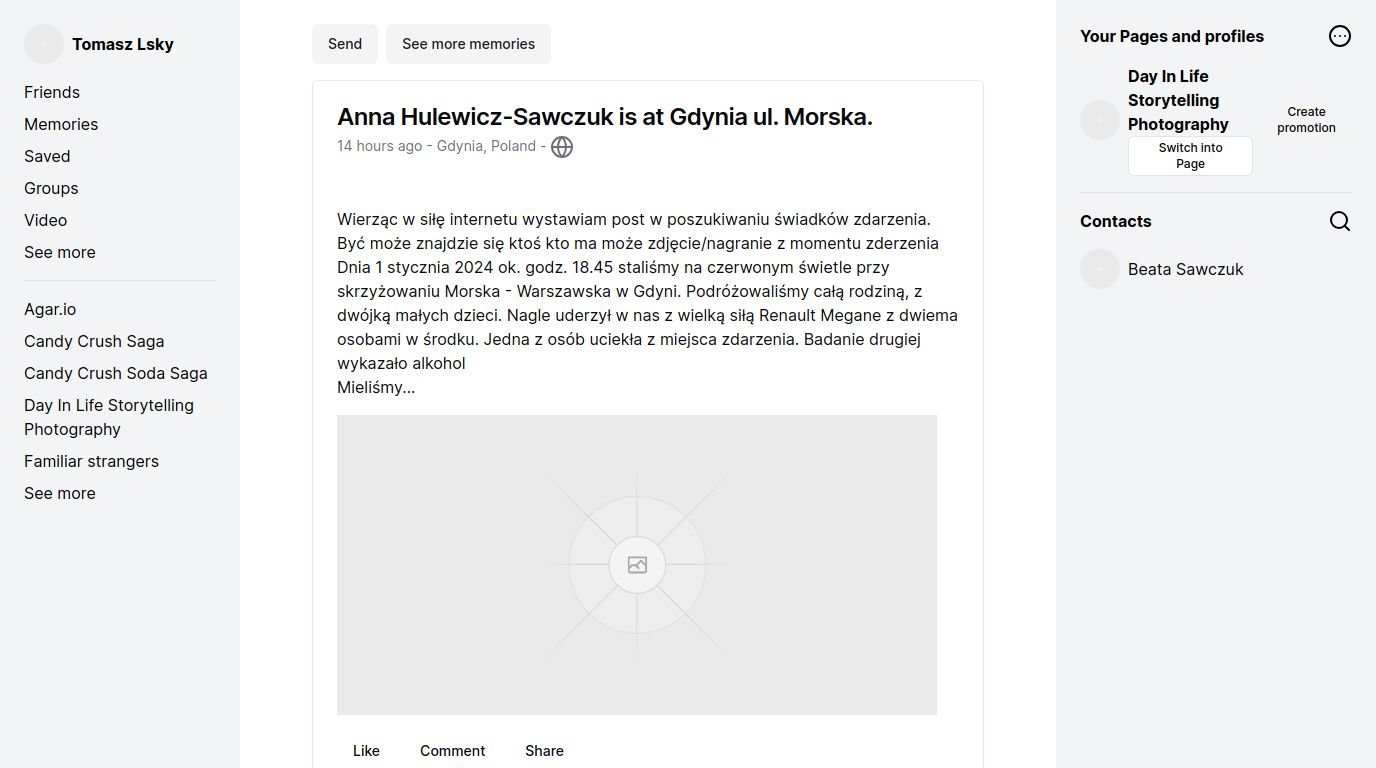 Tomasz Lsky
Friends
Memories
Saved
Groups
Video
See more
Agar.io
Candy Crush Saga
Candy Crush Soda Saga
Day In Life Storytelling
Photography
Familiar strangers
See more
Send
See more memories
Anna Hulewicz-Sawczuk is at Gdynia ul. Morska.
14 hours ago - Gdynia, Poland -
Wierząc w siłę internetu wystawiam post w poszukiwaniu świadków zdarzenia.
Być może znajdzie się ktoś kto ma może zdjęcie/nagranie z momentu zderzenia
Dnia 1 stycznia 2024 ok. godz. 18.45 staliśmy na czerwonym świetle przy
skrzyżowaniu Morska - Warszawska w Gdyni. Podróżowaliśmy całą rodziną, z
dwójką małych dzieci. Nagle uderzył w nas z wielką siłą Renault Megane z dwiema
osobami w środku. Jedna z osób uciekła z miejsca zdarzenia. Badanie drugiej
wykazało alkohol
Mieliśmy...
Like
Comment
Share
Your Pages and profiles
Day In Life
Storytelling
Photography
Switch into
Page
Create
promotion
Contacts
Beata Sawczuk